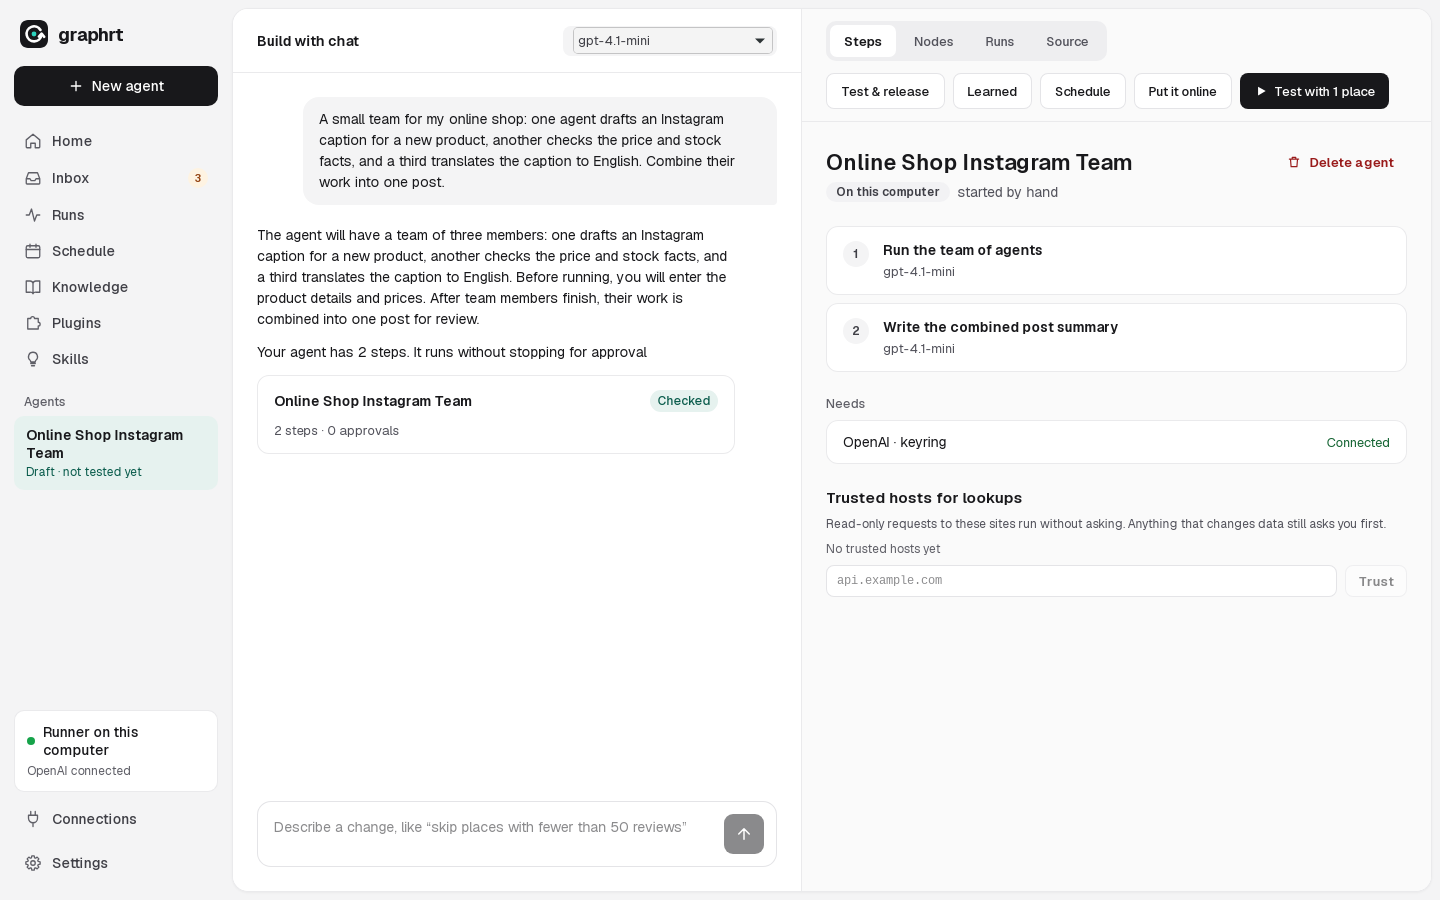 graphrt
New agent
Home
Inbox
3
Runs
Schedule
Knowledge
Plugins
Skills
Agents
Online Shop Instagram
Team
Draft · not tested yet
Runner on this
computer
OpenAI connected
Connections
Settings
Build with chat
gpt-4.1-mini
A small team for my online shop: one agent drafts an Instagram
caption for a new product, another checks the price and stock
facts, and a third translates the caption to English. Combine their
work into one post.
The agent will have a team of three members: one drafts an Instagram
caption for a new product, another checks the price and stock facts, and
a third translates the caption to English. Before running, you will enter the
product details and prices. After team members finish, their work is
combined into one post for review.
Your agent has 2 steps. It runs without stopping for approval
Online Shop Instagram Team
Checked
2 steps · 0 approvals
Describe a change, like “skip places with fewer than 50 reviews”
Steps
Nodes
Runs
Source
Test & release
Learned
Schedule
Put it online
Test with 1 place
Online Shop Instagram Team
Delete agent
On this computer
started by hand
1
Run the team of agents
gpt-4.1-mini
2
Write the combined post summary
gpt-4.1-mini
Needs
OpenAI · keyring
Connected
Trusted hosts for lookups
Read-only requests to these sites run without asking. Anything that changes data still asks you first.
No trusted hosts yet
api.example.com
Trust